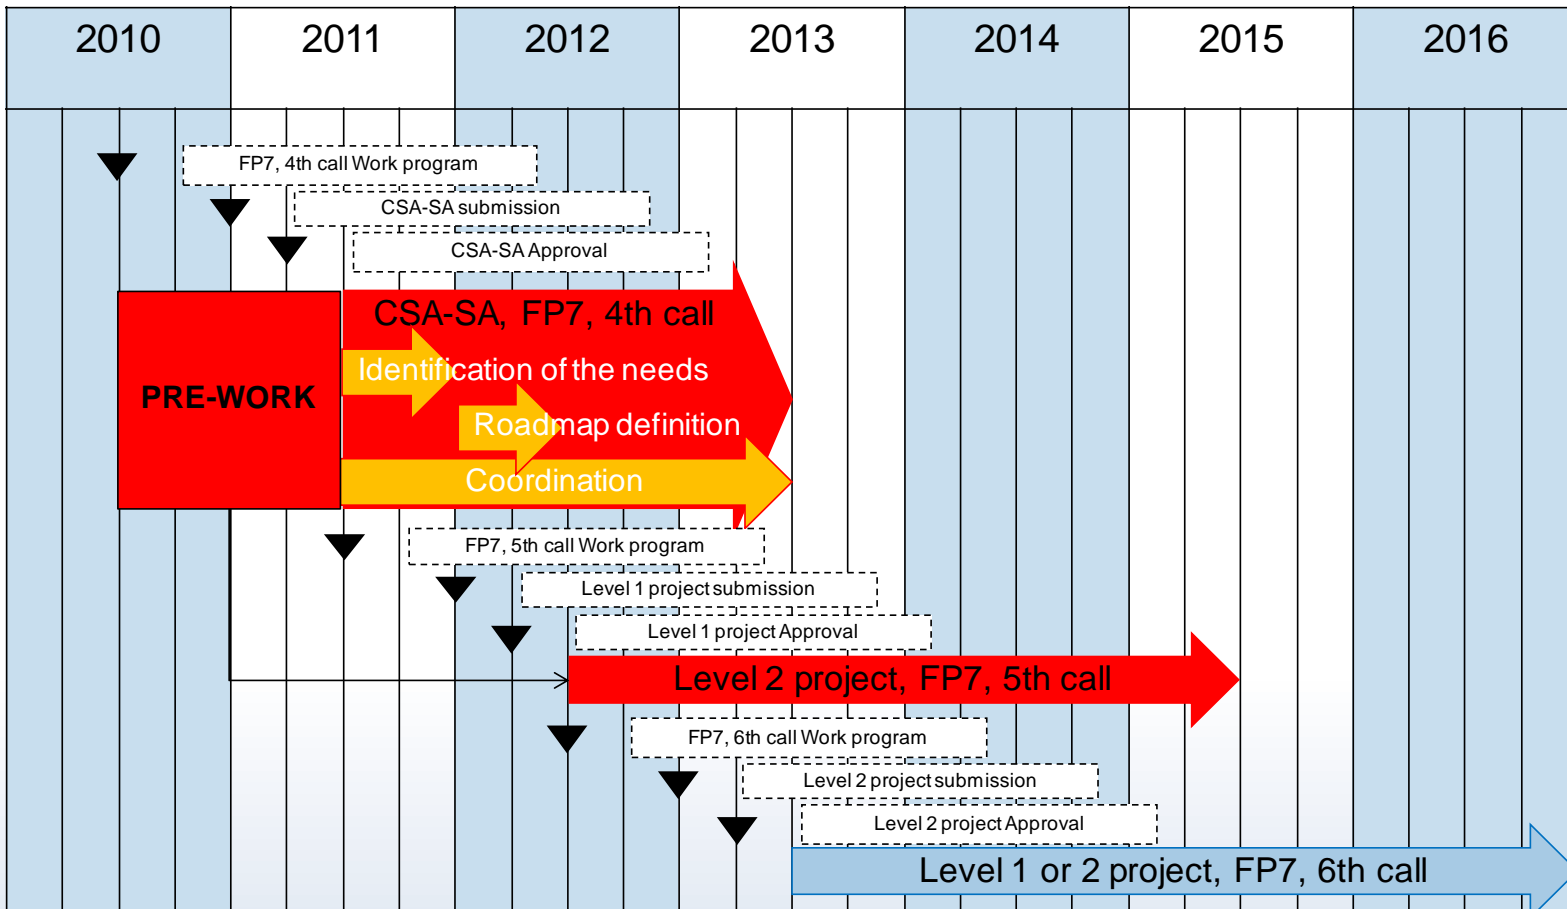 2010 2011 2012 2013 2014 2015 2016
FP7, 4th call Work program
CSA-SA submission
CSA-SA Approval
CSA-SA, FP7, 4th call
Identification of the needs
PRE-WORK
Roadmap definition
Coordination
FP7, 5th call Work program
Level 1 project submission
Level 1 project Approval
Level 2 project, FP7, 5th call
FP7, 6th call Work program
Level 2 project submission
Level 2 project Approval
Level 1 or 2 project, FP7, 6th call